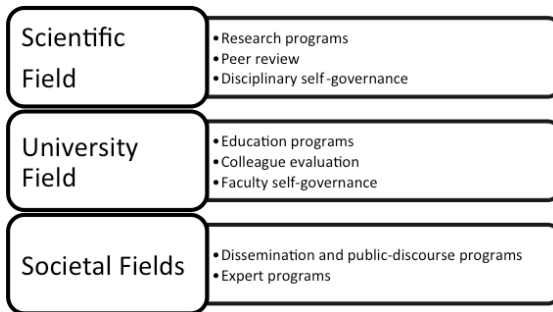 Scientific
Field
• Research programs
• Peer review
• Disciplinary self-governance
University
Field
• Education programs
• Colleague evaluation
• Faculty self-governance
Societal Fields
• Dissemination and public-discourse programs
• Expert programs